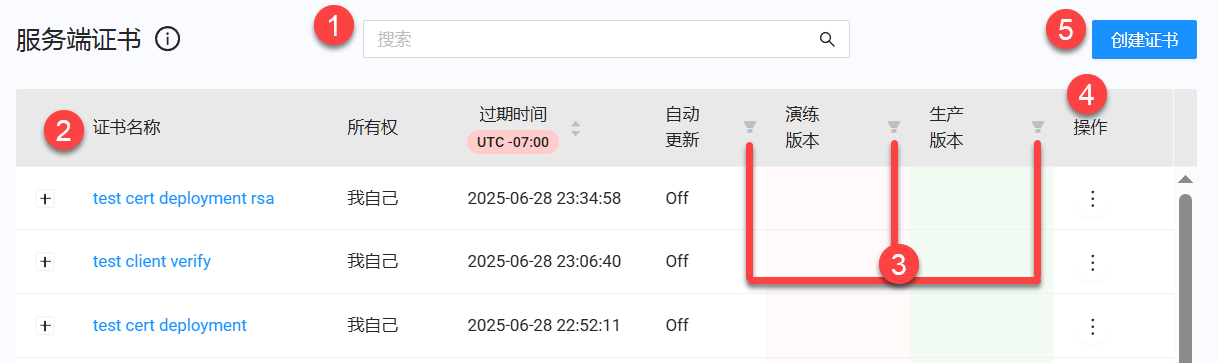 服务端证书
1
搜索
5
创建证书
2
证书名称
所有权
过期时间
UTC -07:00
自动
更新
演练
版本
生产
版本
4
操作
test cert deployment rsa 我自己 2025-06-28 23:34:58 Off
test client verify 我自己 2025-06-28 23:06:40 Off
3
test cert deployment 我自己 2025-06-28 22:52:11 Off